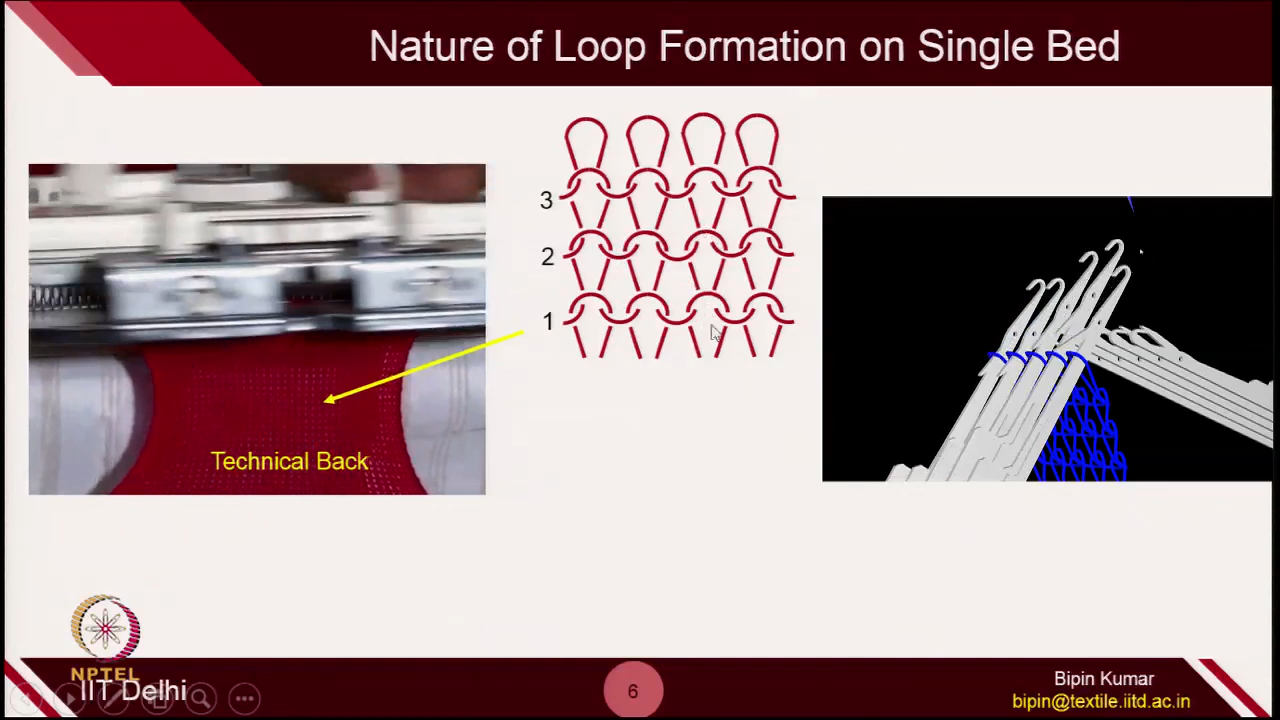 Nature of Loop Formation on Single Bed
3
2
1
Technical Back
NPTEL
IIT Delhi
6
Bipin Kumar
bipin@textile.iitd.ac.in